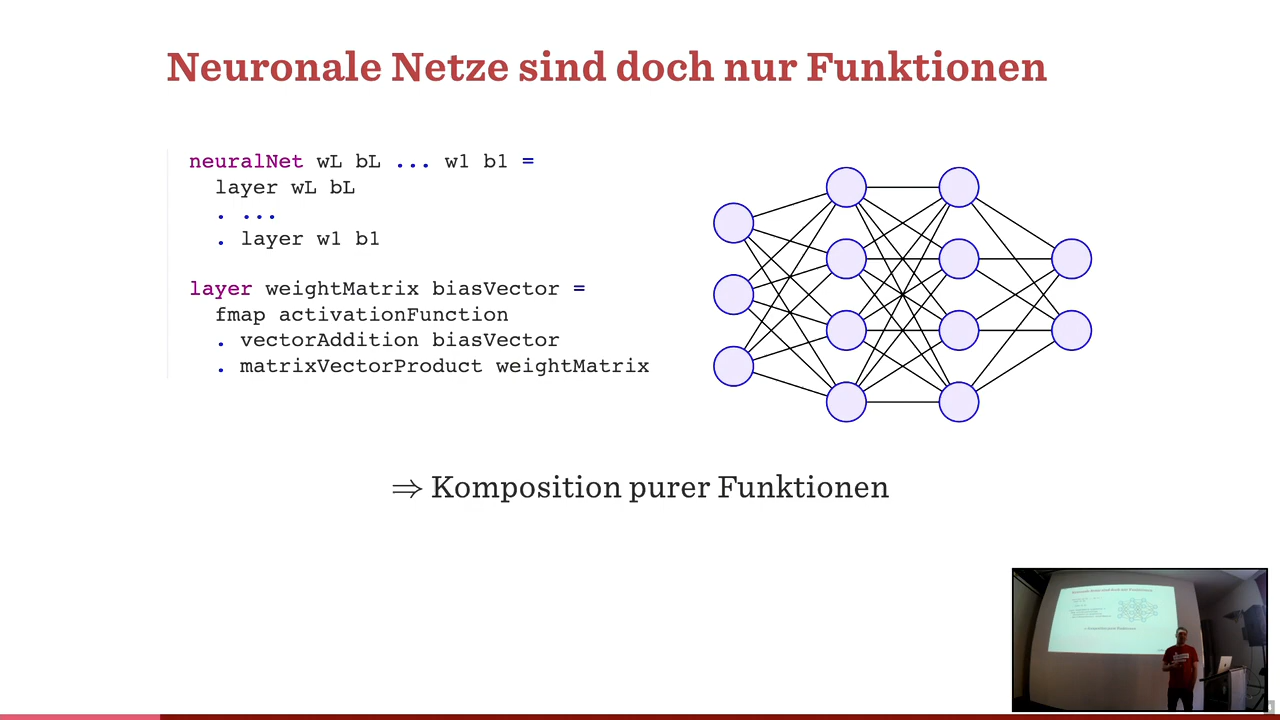 Neuronale Netze sind doch nur Funktionen
neuralNet wL bL ... w1 b1 =
layer wL bL
. ...
. layer w1 b1
layer weightMatrix biasVector =
fmap activationFunction
. vectorAddition biasVector
. matrixVectorProduct weightMatrix
⇒ Komposition purer Funktionen